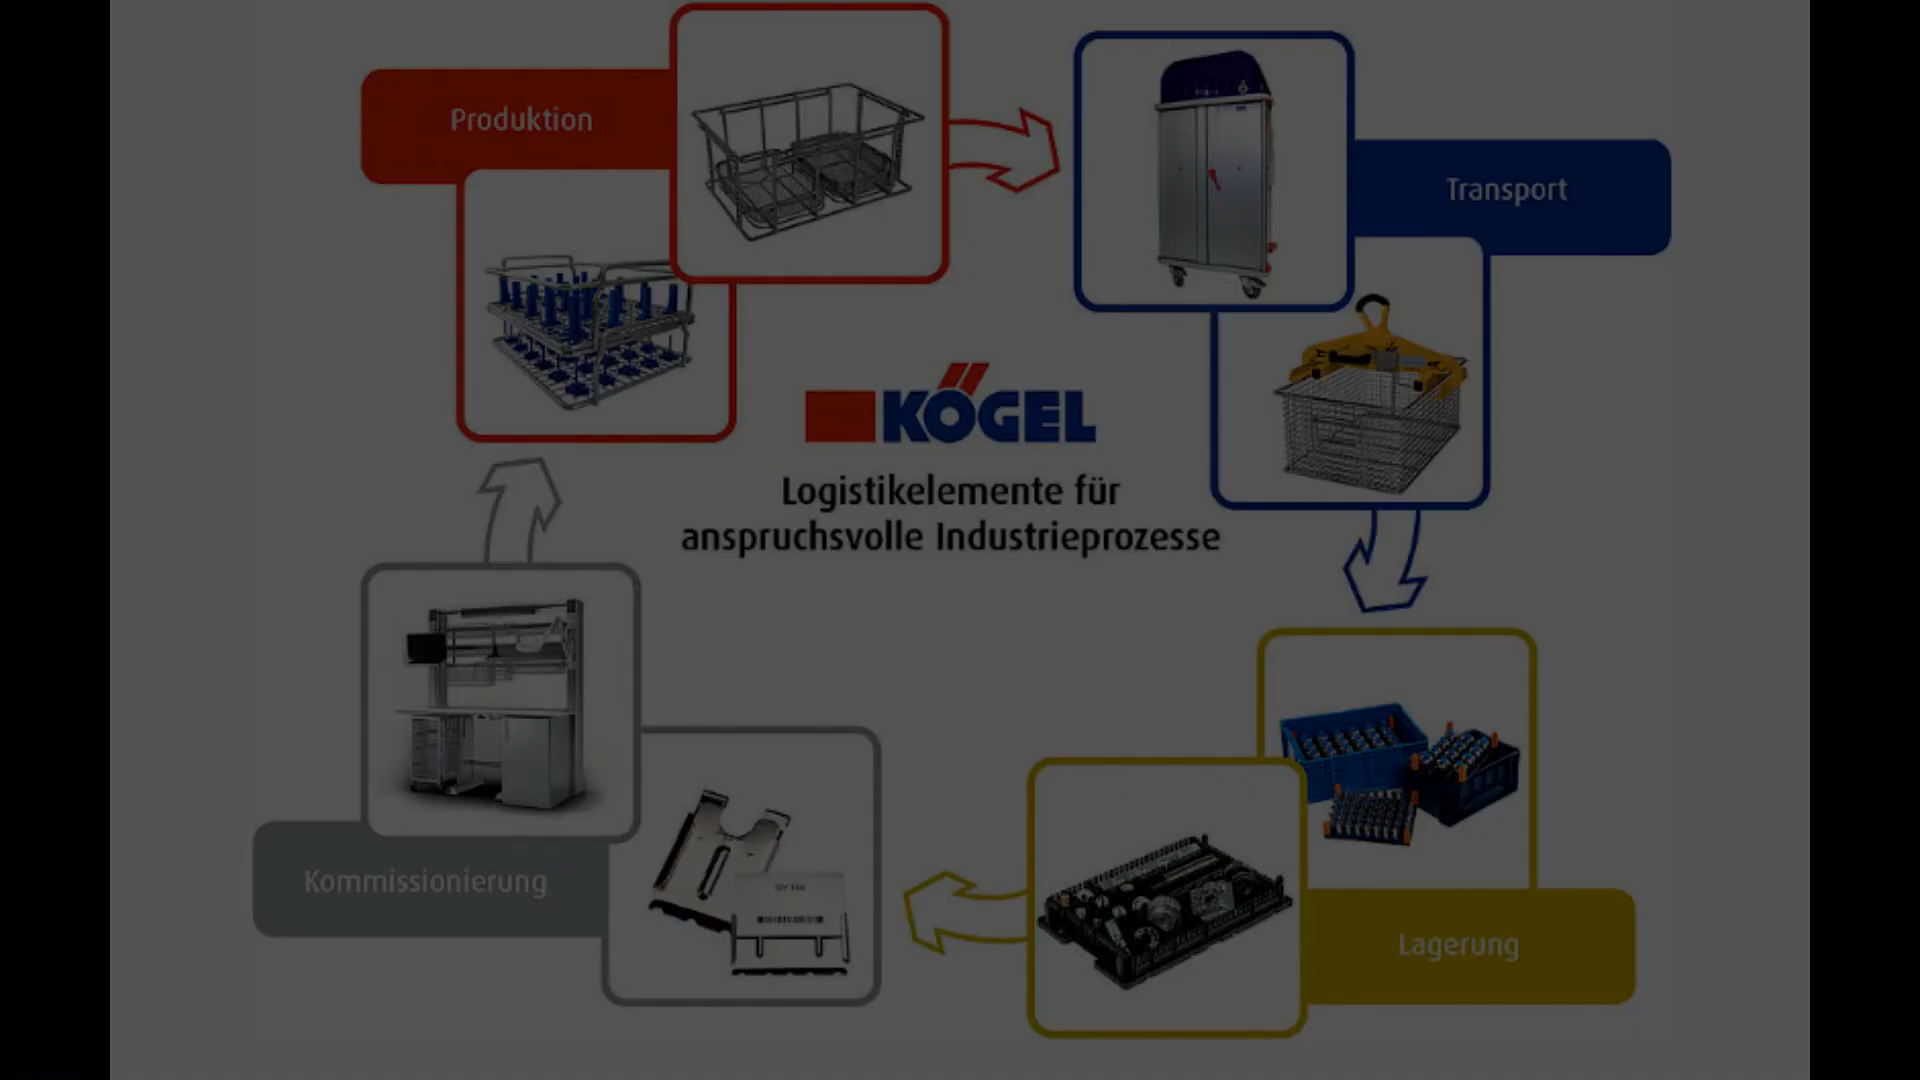 Produktion
Transport
KÖGEL
Logistikelemente für
anspruchsvolle Industrieprozesse
Kommissionierung
Lagerung